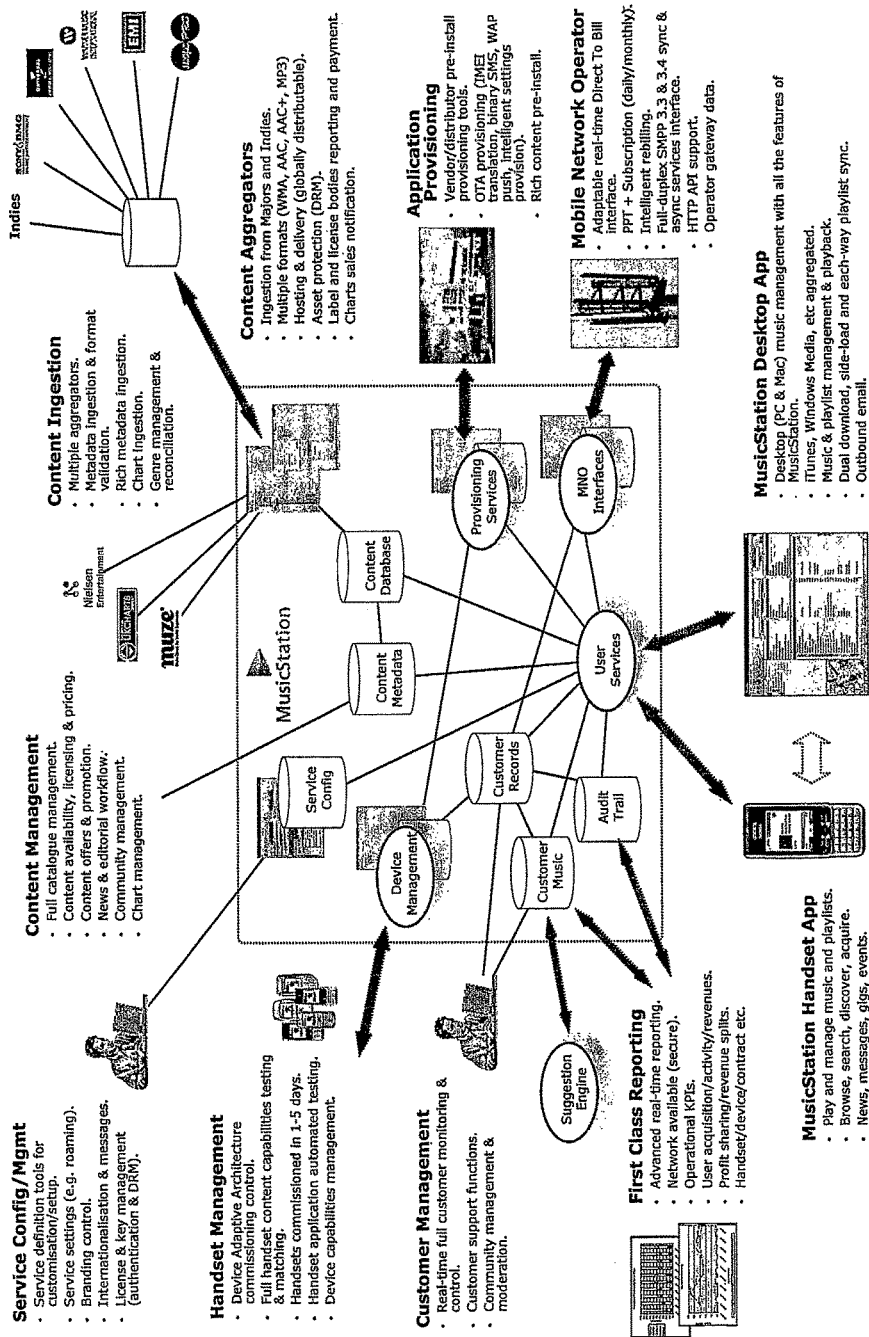 Service Config/Mgmt
· Service definition tools for
customisation/setup.
· Service settings (e.g. roaming).
· Branding control.
· Internationalisation & messages.
· License & key management
(authentication & DRM).
Content Management
· Full catalogue management.
· Content availability, licensing & pricing.
· Content offers & promotion.
· News & editorial workflow.
· Community management.
· Chart management.
muze
UKCHARTS
Nielsen
Entertainment
Content Ingestion
· Multiple aggregators.
· Metadata ingestion & format
validation.
· Rich metadata ingestion.
· Chart ingestion.
· Genre management &
reconciliation.
Indies
SONY BMG
EMI
Handset Management
· Device Adaptive Architecture
commissioning control.
· Full handset content capabilities testing
& matching.
· Handsets commissioned in 1-5 days.
· Handset application automated testing.
· Device capabilities management.
MusicStation
Service
Config
Content
Metadata
Content
Database
Device
Management
Customer
Records
Customer
Music
Audit
Trail
User
Services
Provisioning
Services
MNO
Interfaces
Content Aggregators
· Ingestion from Majors and Indies.
· Multiple formats (WMA, AAC, AAC+, MP3)
· Hosting & delivery (globally distributable).
· Asset protection (DRM).
· Label and license bodies reporting and payment.
· Charts sales notification.
Customer Management
· Real-time full customer monitoring &
control.
· Customer support functions.
· Community management &
moderation.
Suggestion
Engine
Application
Provisioning
· Vendor/distributor pre-install
provisioning tools.
· OTA provisioning (IMEI
translation, binary SMS, WAP
push, intelligent settings
provision).
· Rich content pre-install.
First Class Reporting
· Advanced real-time reporting.
· Network available (secure).
· Operational KPIs.
· User acquisition/activity/revenues.
· Profit sharing/revenue splits.
· Handset/device/contract etc.
Mobile Network Operator
· Adaptable real-time Direct To Bill
interface.
· PPT + Subscription (daily/monthly).
· Intelligent rebilling.
· Full-duplex SMPP 3.3 & 3.4 sync &
async services interface.
· HTTP API support.
· Operator gateway data.
MusicStation Handset App
· Play and manage music and playlists.
· Browse, search, discover, acquire.
· News, messages, gigs, events.
MusicStation Desktop App
· Desktop (PC & Mac) music management with all the features of
MusicStation.
· iTunes, Windows Media, etc aggregated.
· Music & playlist management & playback.
· Dual download, side-load and each-way playlist sync.
· Outbound email.